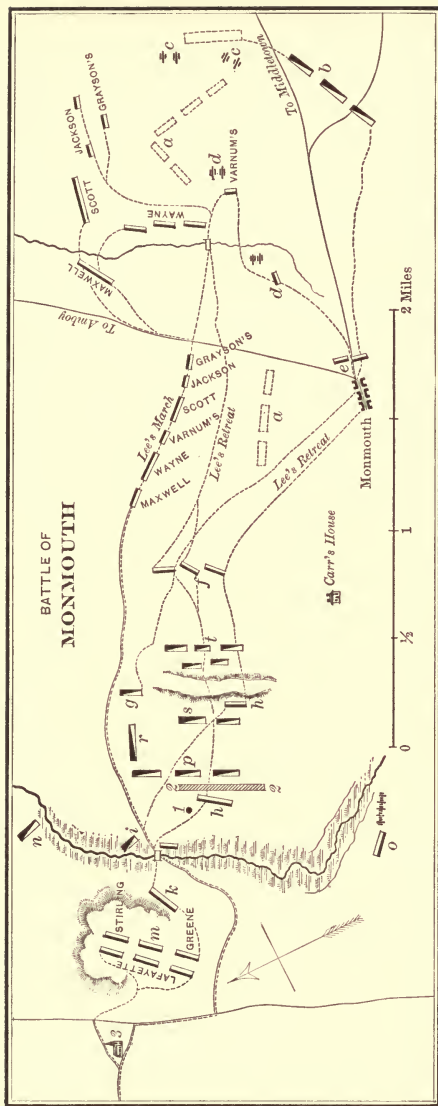 BATTLE OF
MONMOUTH
c
c
a
b
To Middletown
GRAYSON'S
JACKSON
SCOTT
WAYNE
d
VARNUM'S
MAXWELL
d
To Amboy
e
2 Miles
Monmouth
GRAYSON'S
JACKSON
SCOTT
VARNUM'S
WAYNE
MAXWELL
Lee's March
Lee's Retreat
a
Lee's Retreat
f
1
Carr's House
½
t
g
h
s
r
p
0
2
2
1
h
i
n
o
k
STIRLING
m
LAFAYETTE
GREENE
3